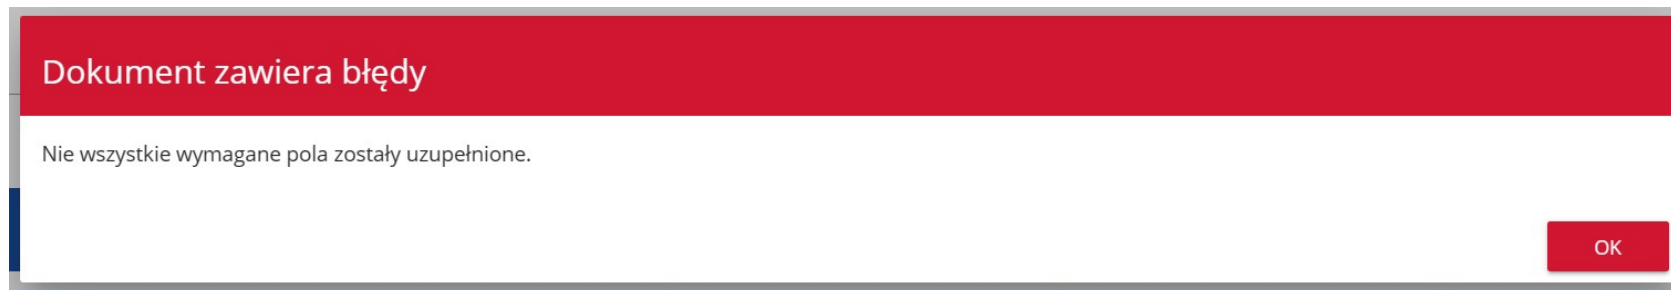 Dokument zawiera błędy
Nie wszystkie wymagane pola zostały uzupełnione.
OK